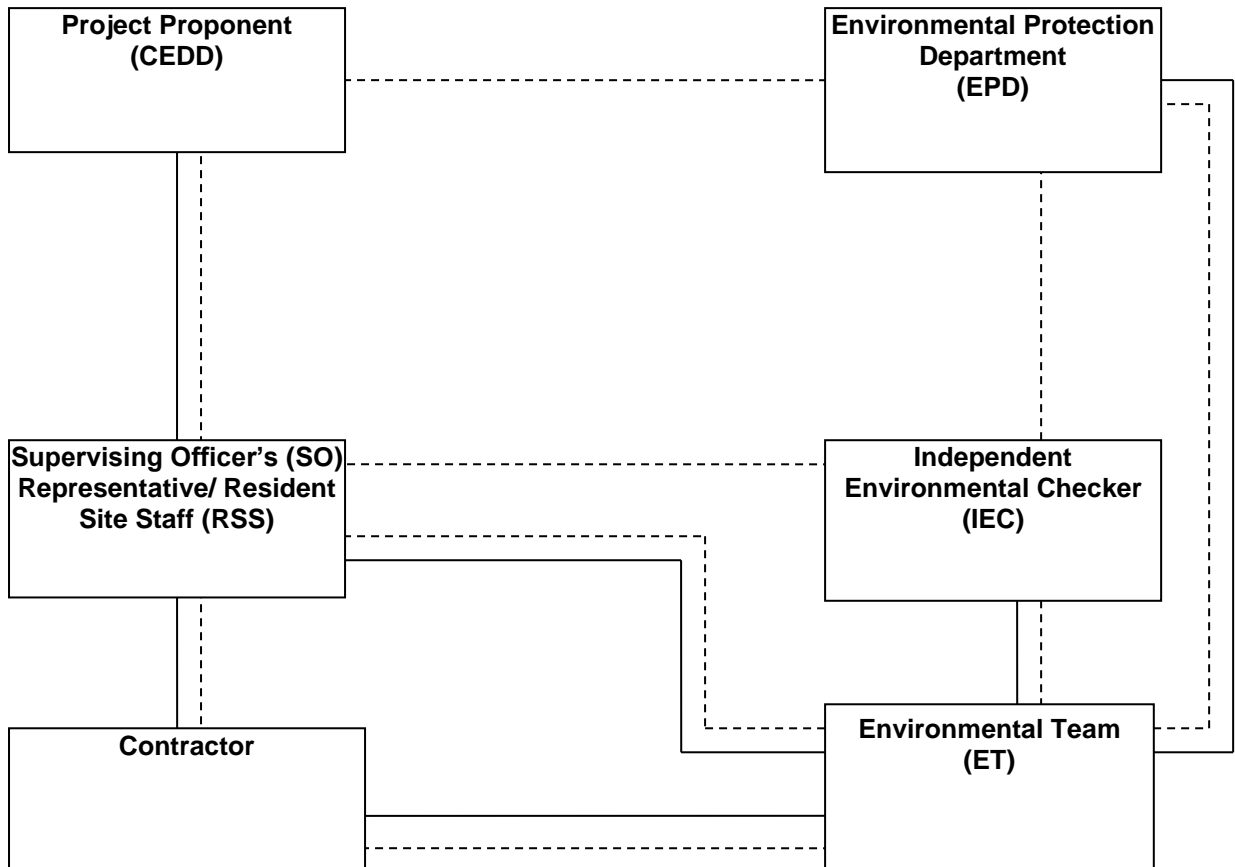 Project Proponent
(CEDD)
Environmental Protection
Department
(EPD)
Supervising Officer's (SO)
Representative/ Resident
Site Staff (RSS)
Independent
Environmental Checker
(IEC)
Contractor
Environmental Team
(ET)